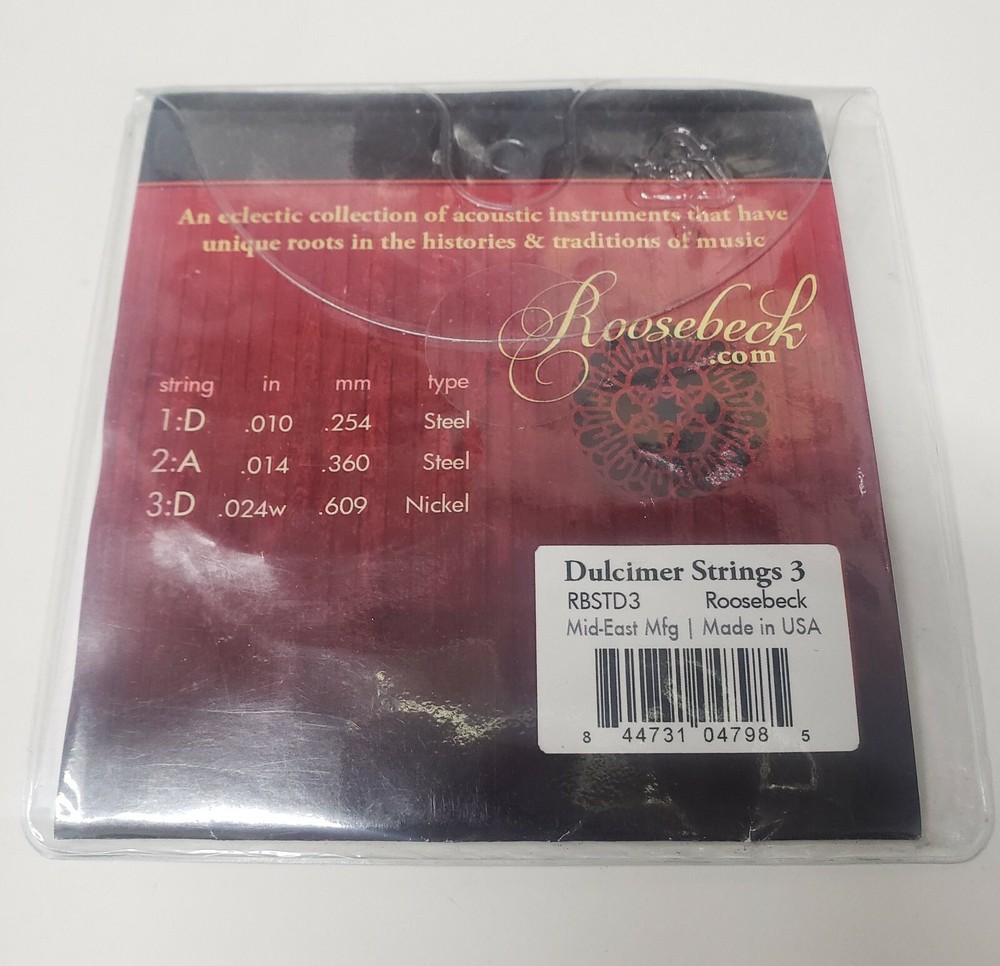 An eclectic collection of acoustic instruments that have
unique roots in the histories & traditions of music
Roosebeck
.com
string in mm type
1:D .010 .254 Steel
2:A .014 .360 Steel
3:D .024w .609 Nickel
Dulcimer Strings 3
RBSTD3 Roosebeck
Mid-East Mfg | Made in USA
8 44731 04798 5